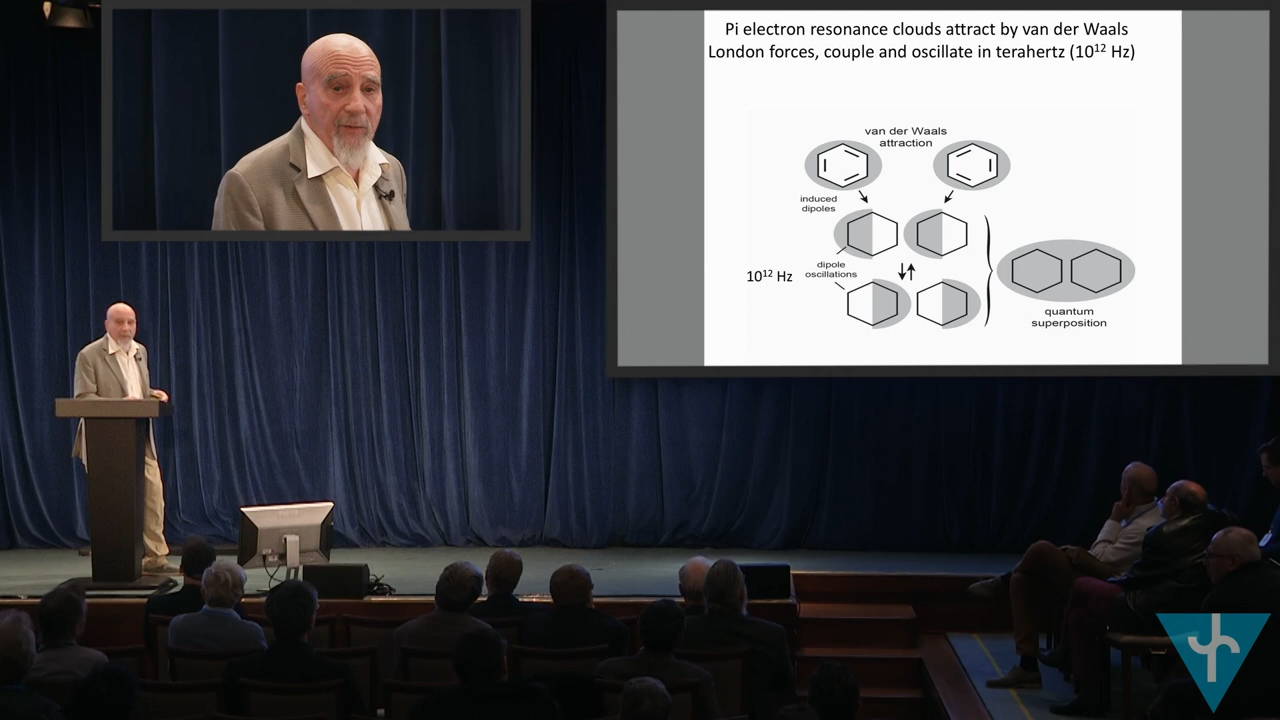 Pi electron resonance clouds attract by van der Waals
London forces, couple and oscillate in terahertz (10¹² Hz)
van der Waals
attraction
induced
dipoles
dipole
oscillations
10¹² Hz
quantum
superposition